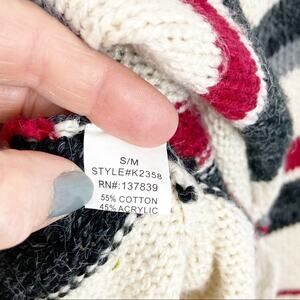 S/M
STYLE#K2358
RN#:137839
55% COTTON
45% ACRYLIC